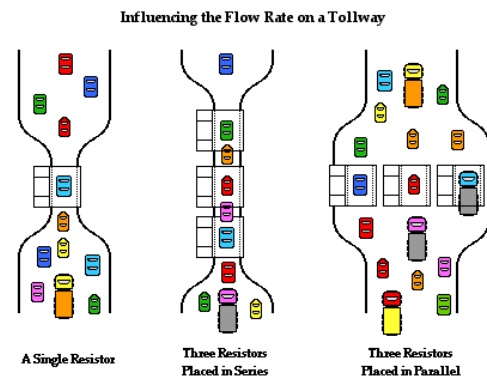 Influencing the Flow Rate on a Tollway
A Single Resistor
Three Resistors
Placed in Series
Three Resistors
Placed in Parallel